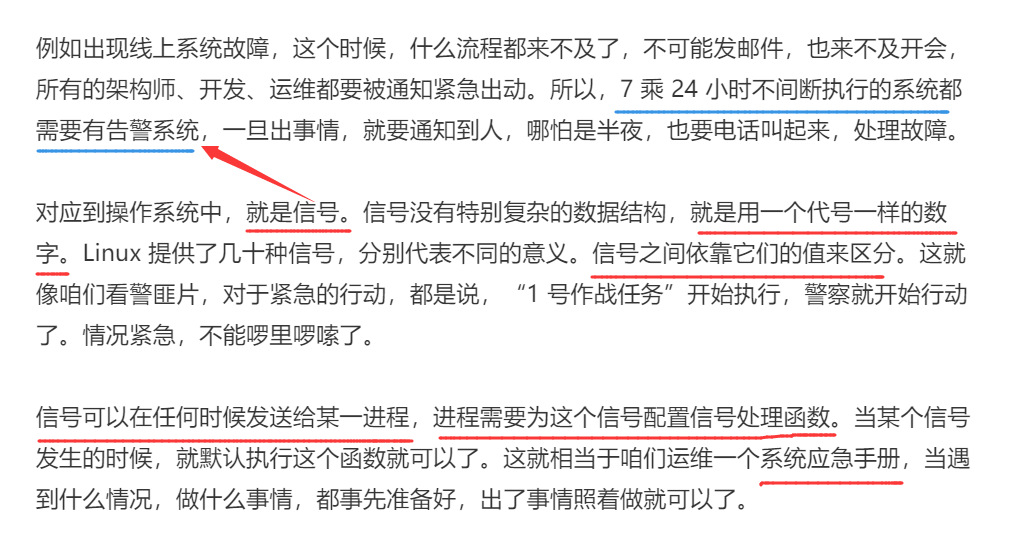 例如出现线上系统故障，这个时候，什么流程都来不及了，不可能发邮件，也来不及开会，
所有的架构师、开发、运维都要被通知紧急出动。所以，7 乘 24 小时不间断执行的系统都
需要有告警系统，一旦出事情，就要通知到人，哪怕是半夜，也要电话叫起来，处理故障。
对应到操作系统中，就是信号。信号没有特别复杂的数据结构，就是用一个代号一样的数
字。Linux 提供了几十种信号，分别代表不同的意义。信号之间依靠它们的值来区分。这就
像咱们看警匪片，对于紧急的行动，都是说，“1 号作战任务”开始执行，警察就开始行动
了。情况紧急，不能啰里啰嗦了。
信号可以在任何时候发送给某一进程，进程需要为这个信号配置信号处理函数。当某个信号
发生的时候，就默认执行这个函数就可以了。这就相当于咱们运维一个系统应急手册，当遇
到什么情况，做什么事情，都事先准备好，出了事情照着做就可以了。